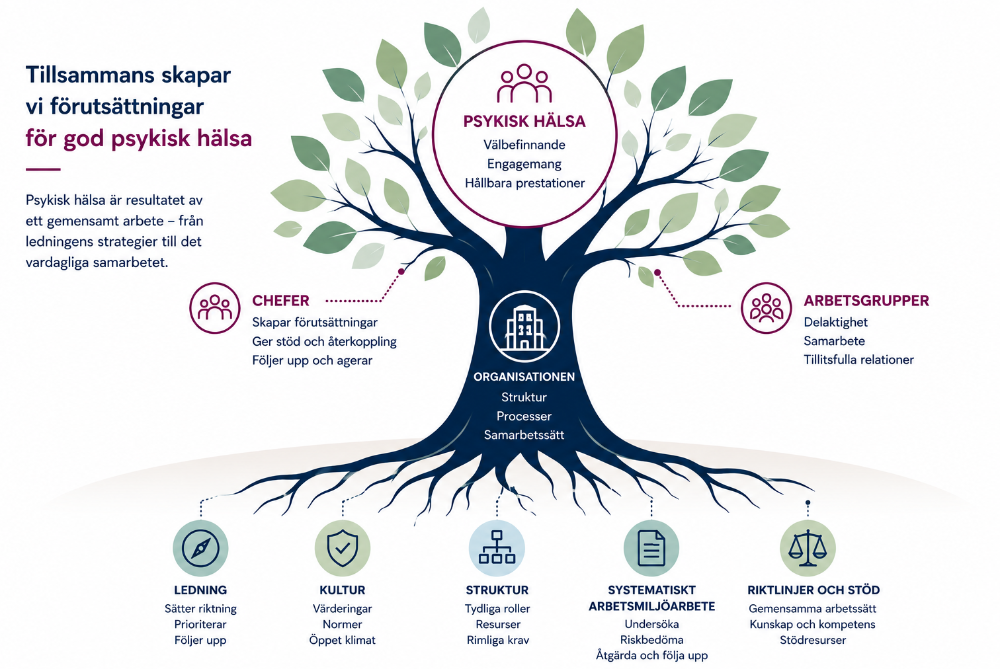 Tillsammans skapar
vi förutsättningar
för god psykisk hälsa
Psykisk hälsa är resultatet av
ett gemensamt arbete – från
ledningens strategier till det
vardagliga samarbetet.
PSYKISK HÄLSA
Välbefinnande
Engagemang
Hållbara prestationer
CHEFER
Skapar förutsättningar
Ger stöd och återkoppling
Följer upp och agerar
ARBETSGRUPPER
Delaktighet
Samarbete
Tillitsfulla relationer
ORGANISATIONEN
Struktur
Processer
Samarbetssätt
LEDNING
Sätter riktning
Prioriterar
Följer upp
KULTUR
Värderingar
Normer
Öppet klimat
STRUKTUR
Tydliga roller
Resurser
Rimliga krav
SYSTEMATISKT
ARBETSMILJÖARBETE
Undersöka
Riskbedöma
Åtgärda och följa upp
RIKTLINJER OCH STÖD
Gemensamma arbetssätt
Kunskap och kompetens
Stödresurser